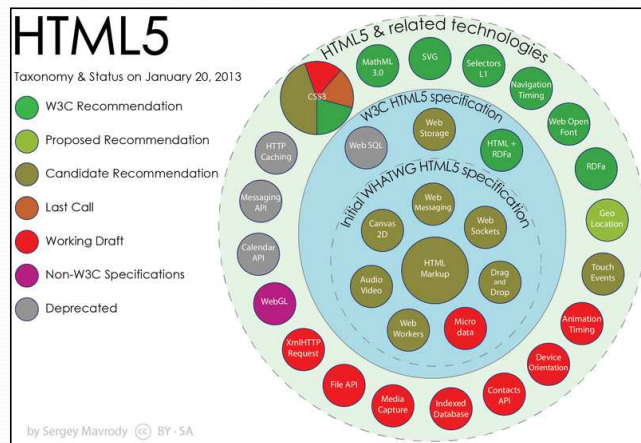 HTML5
Taxonomy & Status on January 20, 2013
W3C Recommendation
Proposed Recommendation
Candidate Recommendation
Last Call
Working Draft
Non-W3C Specifications
Deprecated
HTML5 & related technologies
CSS3
MathML
3.0
SVG
Selectors
L1
Navigation
Timing
Web Open
Font
RDFa
Geo
Location
Touch
Events
Animation
Timing
Device
Orientation
Contacts
API
Indexed
Database
Media
Capture
File API
XmlHTTP
Request
WebGL
Calendar
API
Messaging
API
HTTP
Caching
W3C HTML5 specification
Web SQL
Web
Storage
HTML +
RDFa
Initial WHATWG HTML5 specification
Web
Messaging
Canvas
2D
Web
Sockets
HTML
Markup
Audio
Video
Drag
and
Drop
Web
Workers
Micro
data
by Sergey Mavrody cc BY - SA